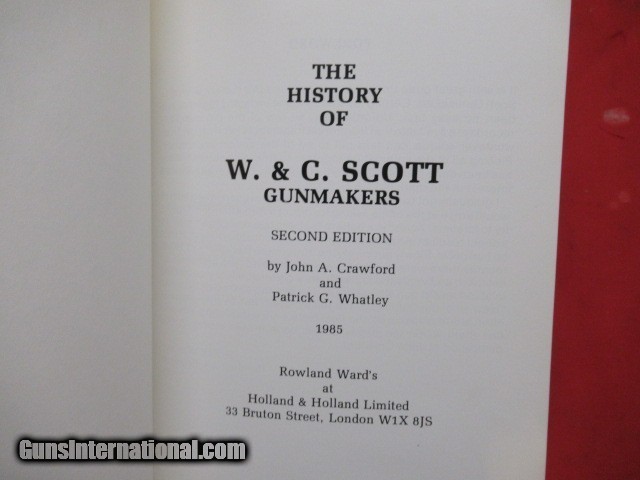 THE
HISTORY
OF
W. & C. SCOTT
GUNMAKERS
SECOND EDITION
by John A. Crawford
and
Patrick G. Whatley
1985
Rowland Ward's
at
Holland & Holland Limited
33 Bruton Street, London W1X 8JS
GunsInternational.com